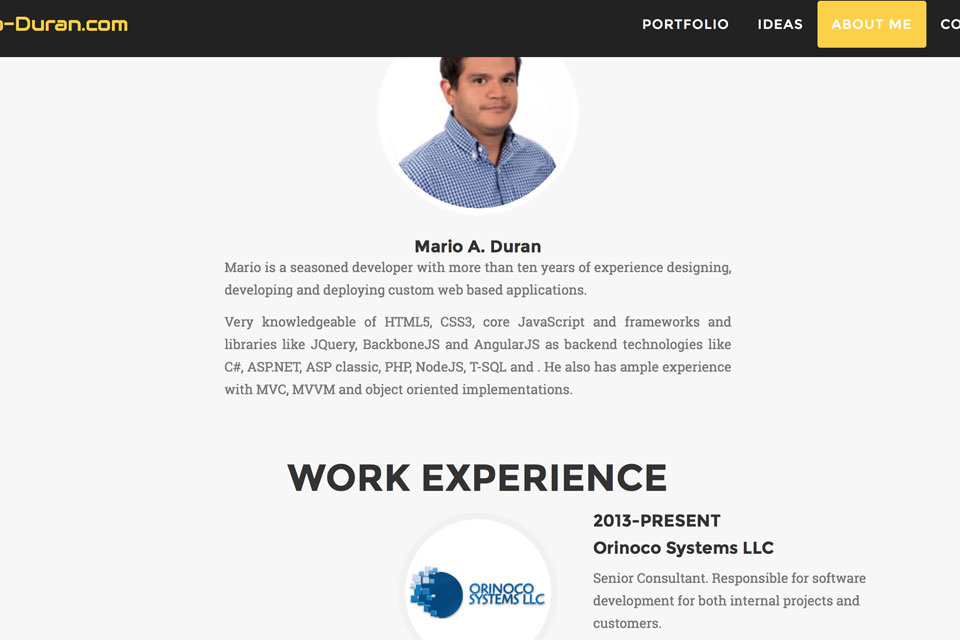 o-Duran.com
PORTFOLIO IDEAS ABOUT ME CO
Mario A. Duran
Mario is a seasoned developer with more than ten years of experience designing,
developing and deploying custom web based applications.
Very knowledgeable of HTML5, CSS3, core JavaScript and frameworks and
libraries like JQuery, BackboneJS and AngularJS as backend technologies like
C#, ASP.NET, ASP classic, PHP, NodeJS, T-SQL and . He also has ample experience
with MVC, MVVM and object oriented implementations.
WORK EXPERIENCE
2013-PRESENT
Orinoco Systems LLC
ORINOCO
SYSTEMS LLC
Senior Consultant. Responsible for software
development for both internal projects and
customers.